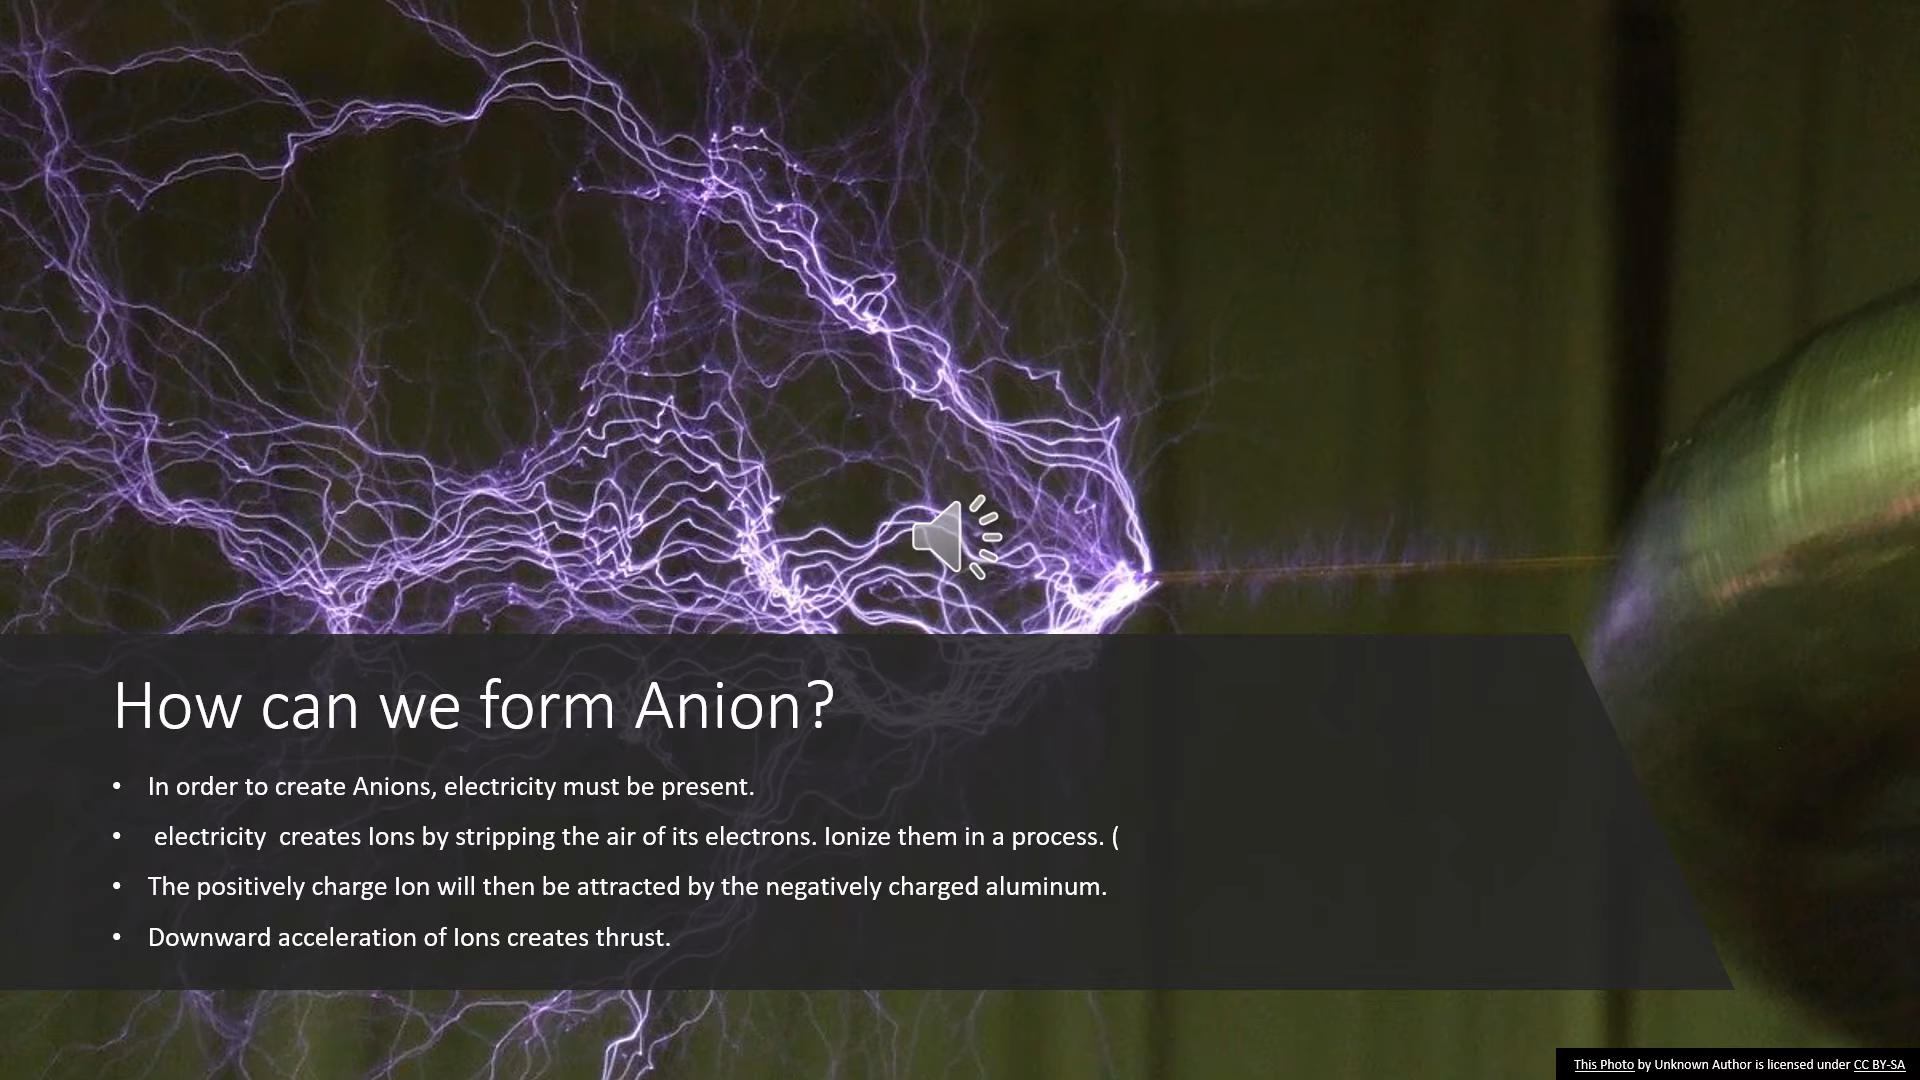 How can we form Anion?
• In order to create Anions, electricity must be present.
• electricity  creates Ions by stripping the air of its electrons. Ionize them in a process. (
• The positively charge Ion will then be attracted by the negatively charged aluminum.
• Downward acceleration of Ions creates thrust.
This Photo by Unknown Author is licensed under CC BY-SA